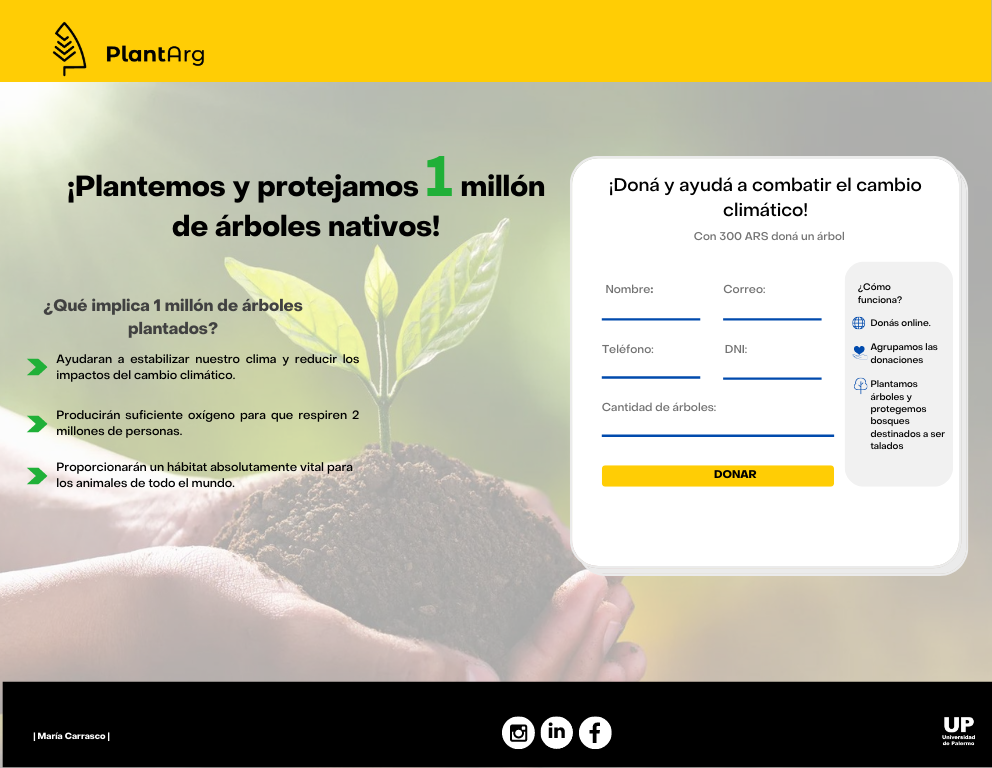 PlantArg
¡Plantemos y protejamos 1 millón
de árboles nativos!
¿Qué implica 1 millón de árboles
plantados?
Ayudaran a estabilizar nuestro clima y reducir los
impactos del cambio climático.
Producirán suficiente oxígeno para que respiren 2
millones de personas.
Proporcionarán un hábitat absolutamente vital para
los animales de todo el mundo.
¡Doná y ayudá a combatir el cambio
climático!
Con 300 ARS doná un árbol
Nombre:
Correo:
Teléfono:
DNI:
Cantidad de árboles:
DONAR
¿Cómo
funciona?
Donás online.
Agrupamos las
donaciones
Plantamos
árboles y
protegemos
bosques
destinados a ser
talados
| María Carrasco |
in
f
UP
Universidad
de Palermo